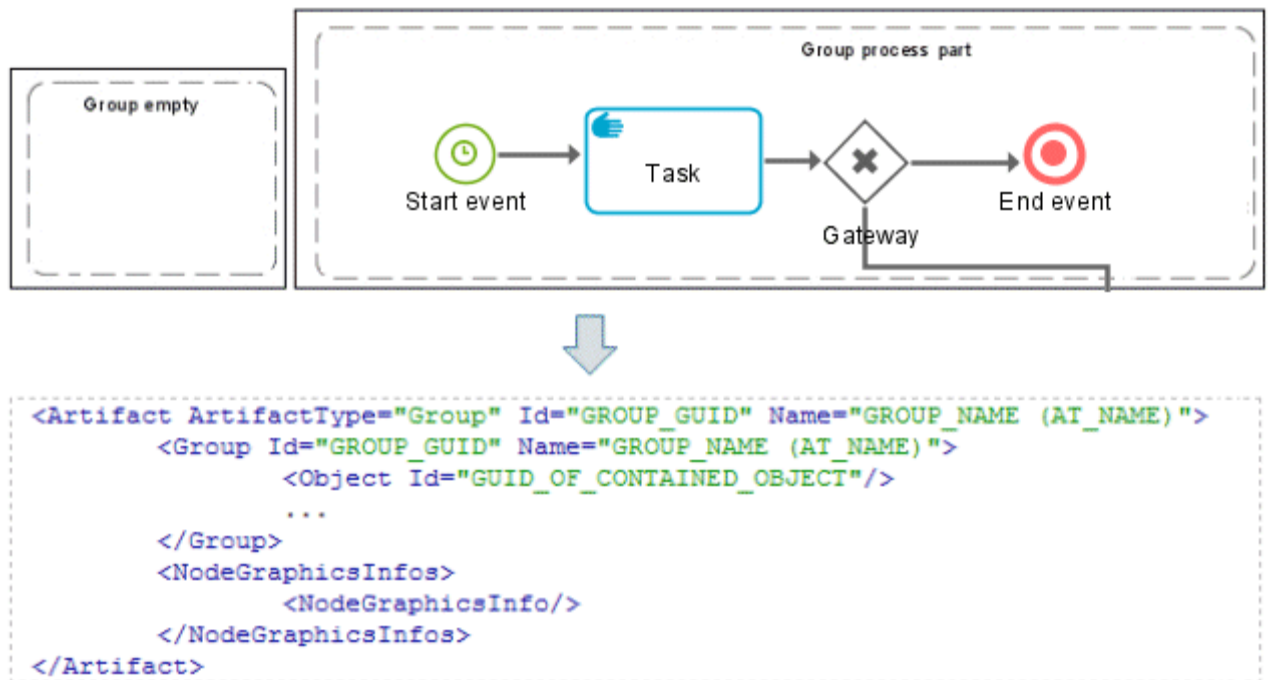 Group process part
Group empty
Task
Start event
End event
Gateway
<Artifact ArtifactType="Group" Id="GROUP_GUID" Name="GROUP_NAME (AT_NAME)">
<Group Id="GROUP_GUID" Name="GROUP_NAME (AT_NAME)">
<Object Id="GUID_OF_CONTAINED_OBJECT"/>
...
</Group>
<NodeGraphicsInfos>
<NodeGraphicsInfo/>
</NodeGraphicsInfos>
</Artifact>